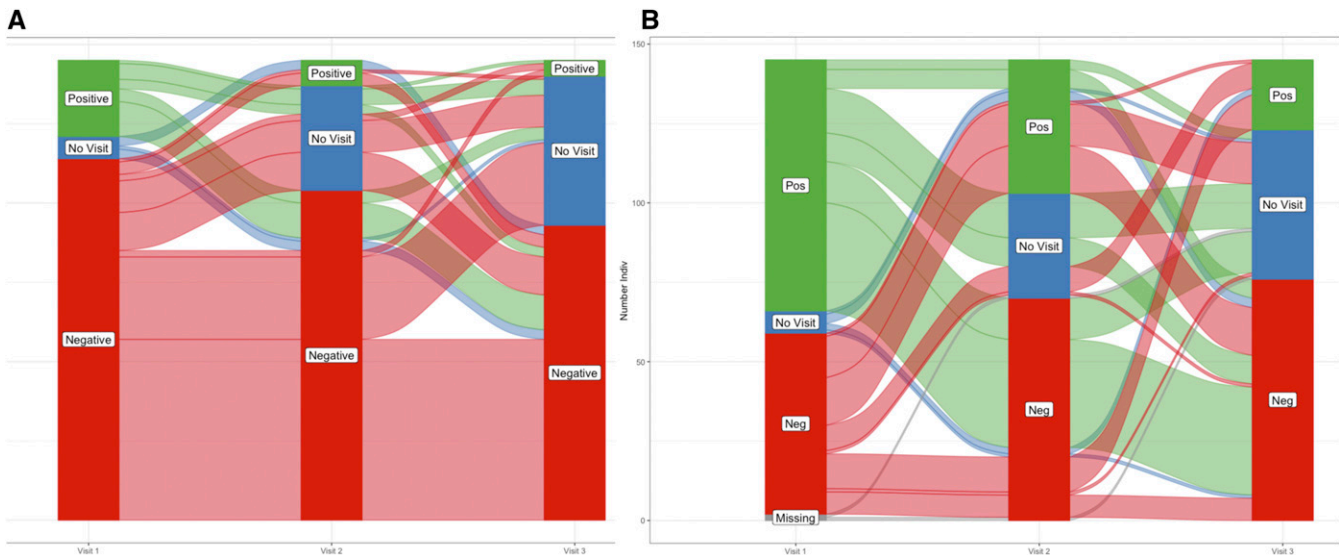 A
Positive
No Visit
Negative
Positive
No Visit
Negative
Positive
No Visit
Negative
Visit 1
Visit 2
Visit 3
B
Number Indiv
150
100
50
0
Pos
No Visit
Neg
Missing
Pos
No Visit
Neg
Pos
No Visit
Neg
Visit 1
Visit 2
Visit 3